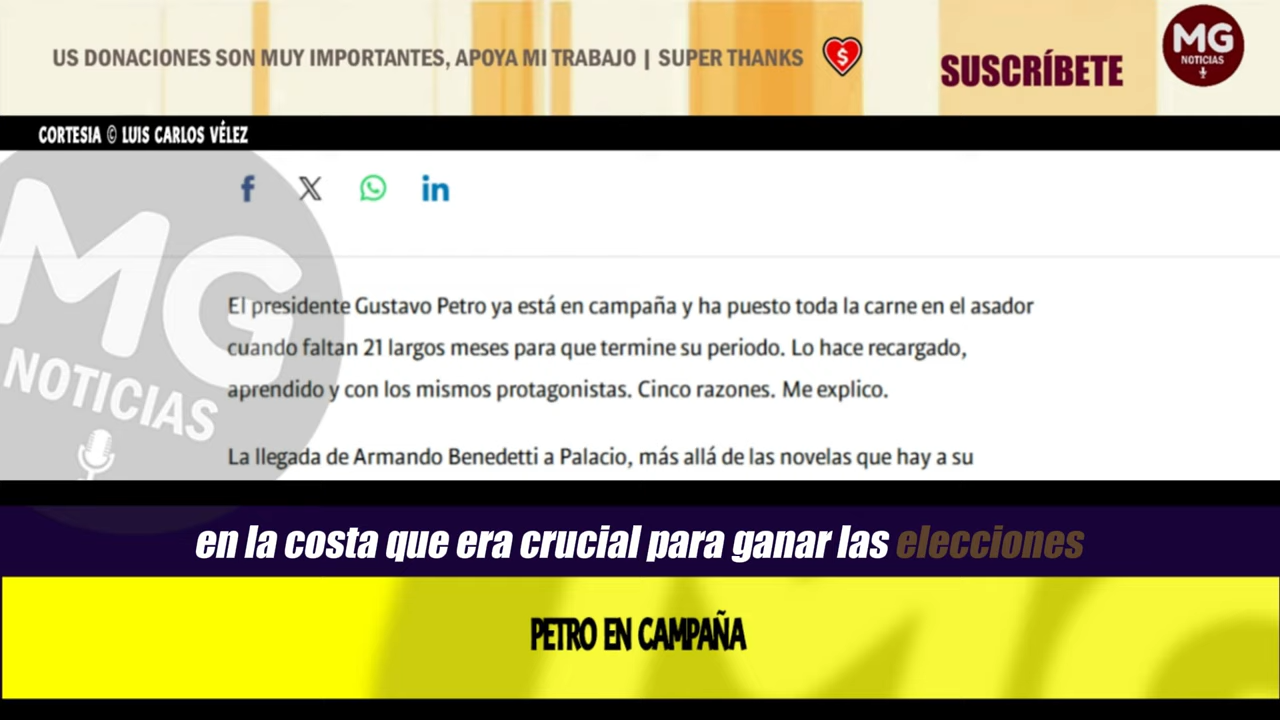 US DONACIONES SON MUY IMPORTANTES, APOYA MI TRABAJO | SUPER THANKS
SUSCRÍBETE
MG
NOTICIAS
CORTESIA © LUIS CARLOS VÉLEZ
MG
NOTICIAS
El presidente Gustavo Petro ya está en campaña y ha puesto toda la carne en el asador
cuando faltan 21 largos meses para que termine su periodo. Lo hace recargado,
aprendido y con los mismos protagonistas. Cinco razones. Me explico.
La llegada de Armando Benedetti a Palacio, más allá de las novelas que hay a su
en la costa que era crucial para ganar las elecciones
PETRO EN CAMPAÑA